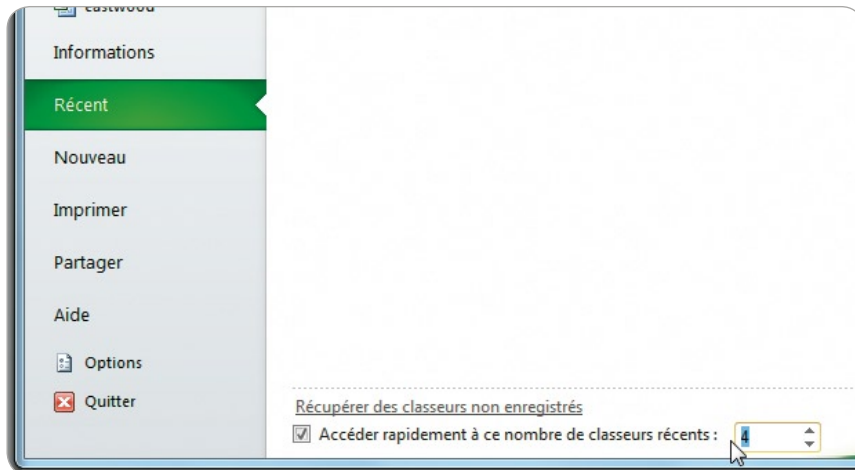 eastwood
Informations
Récent
Nouveau
Imprimer
Partager
Aide
Options
Quitter
Récupérer des classeurs non enregistrés
Accéder rapidement à ce nombre de classeurs récents : 4